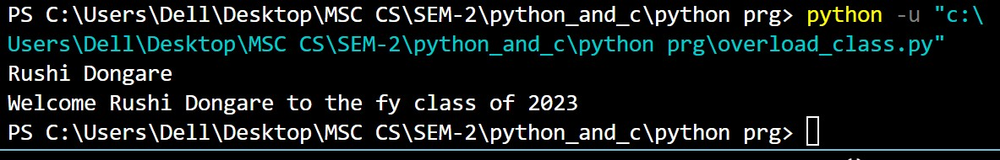 PS C:\Users\Dell\Desktop\MSC CS\SEM-2\python_and_c\python prg> python -u "c:\
Users\Dell\Desktop\MSC CS\SEM-2\python_and_c\python prg\overload_class.py"
Rushi Dongare
Welcome Rushi Dongare to the fy class of 2023
PS C:\Users\Dell\Desktop\MSC CS\SEM-2\python_and_c\python prg>